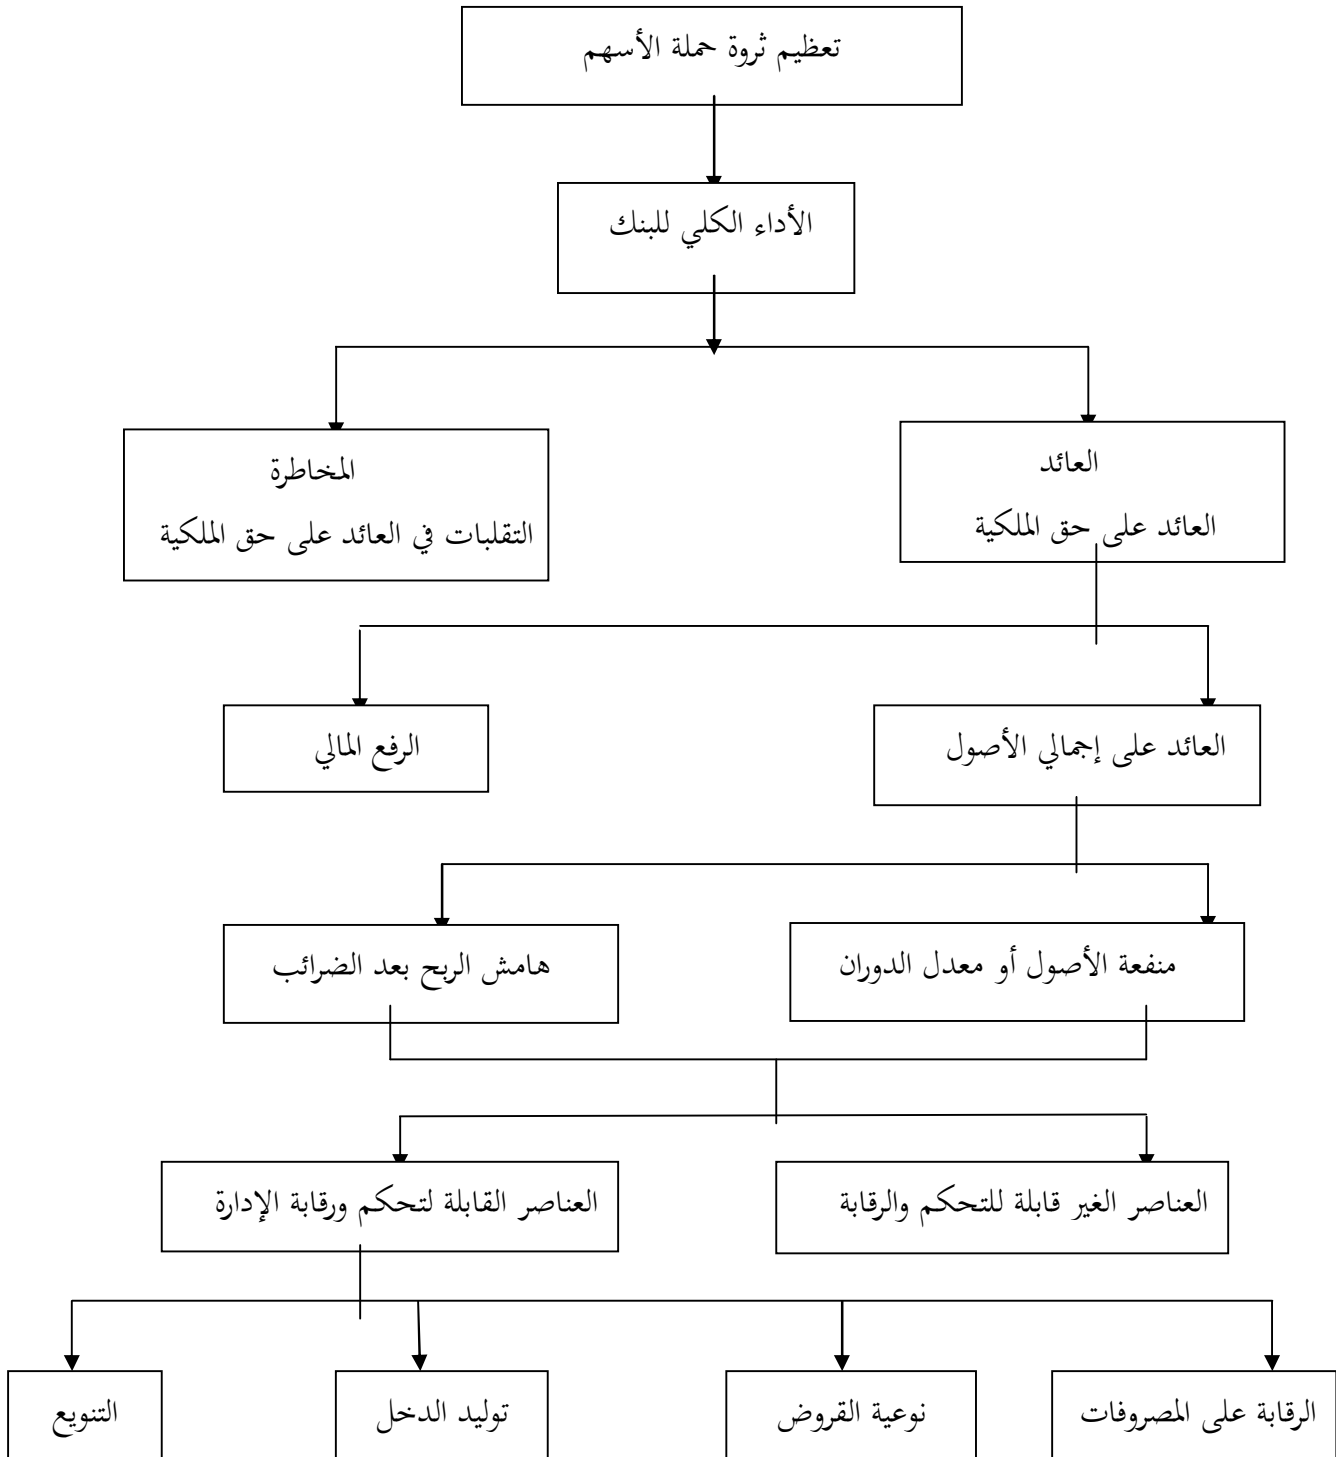 تعظيم ثروة حملة الأسهم
الأداء الكلي للبنك
العائد
العائد على حق الملكية
المخاطرة
التقلبات في العائد على حق الملكية
العائد على إجمالي الأصول
الرفع المالي
منفعة الأصول أو معدل الدوران
هامش الربح بعد الضرائب
العناصر الغير قابلة للتحكم والرقابة
العناصر القابلة لتحكم ورقابة الإدارة
الرقابة على المصروفات
نوعية القروض
توليد الدخل
التنويع